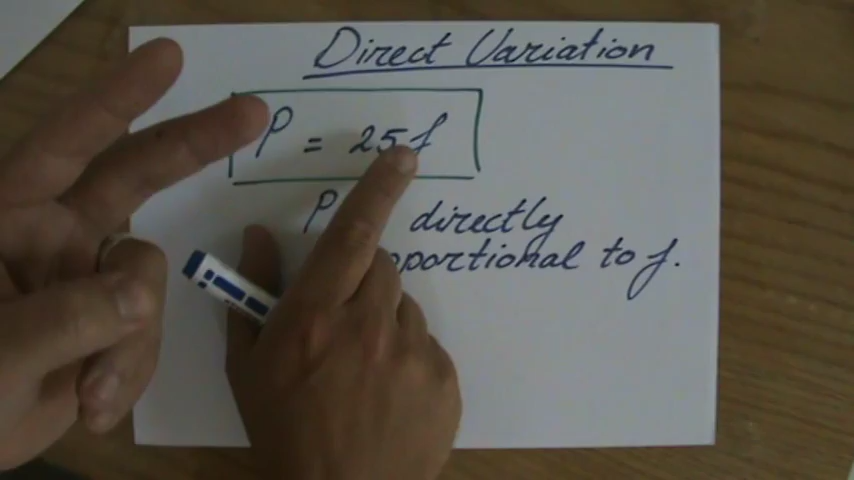 Direct Variation
P = 25f
P directly
to f.